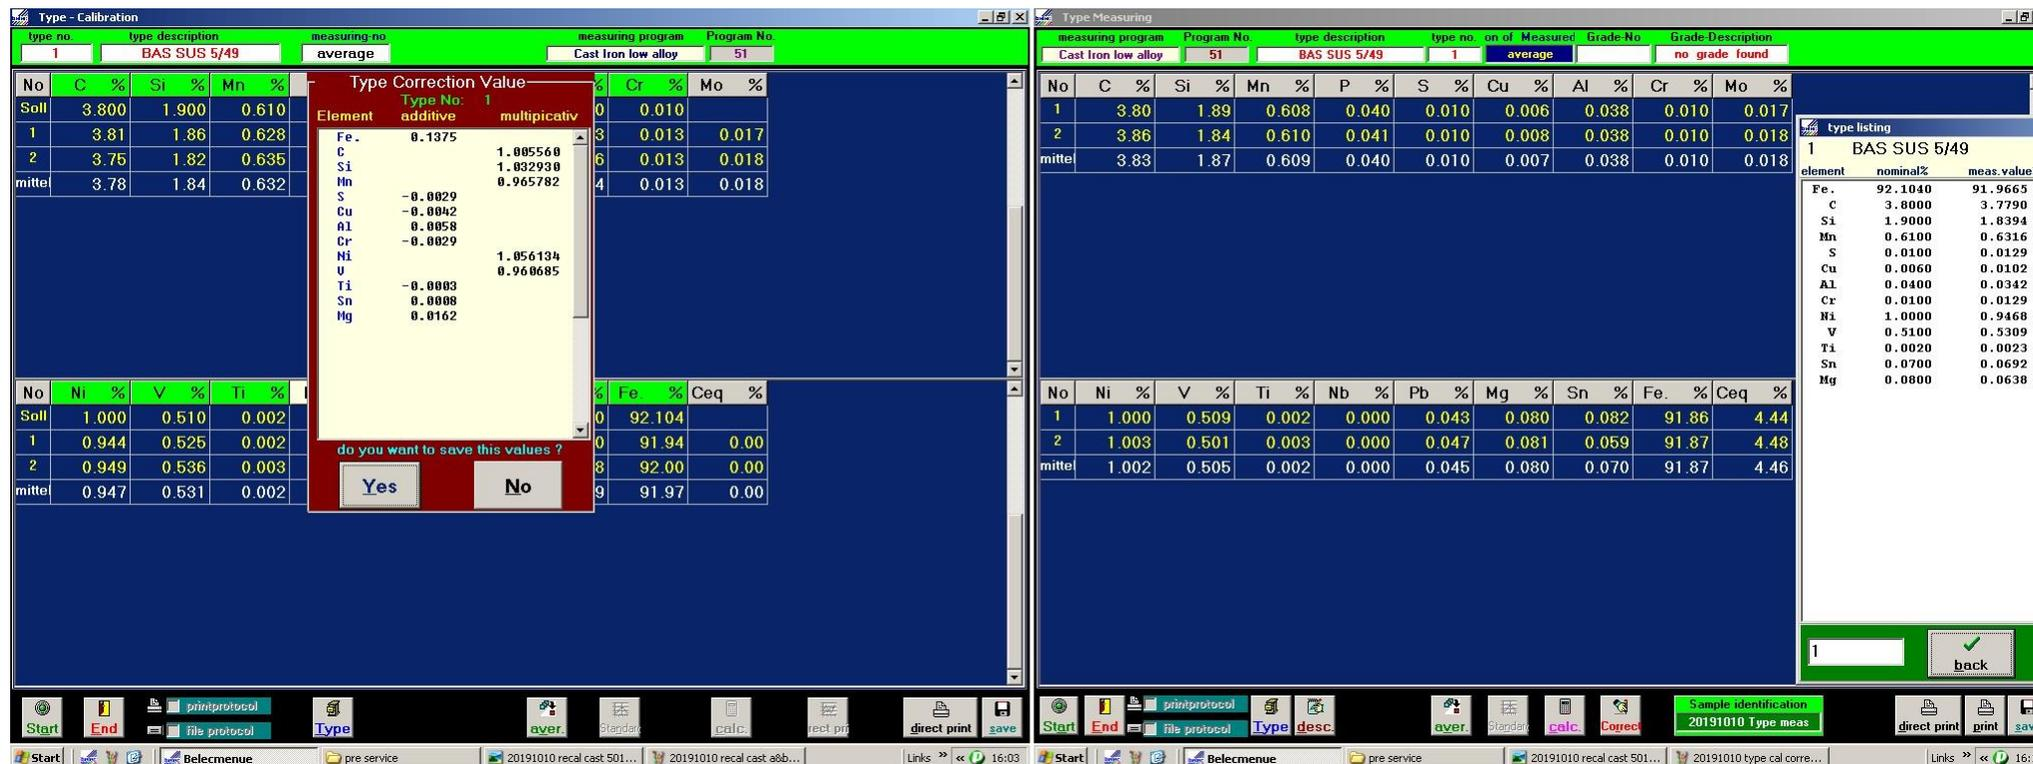 Type - Calibration
type no. type description measuring-no measuring program Program No.
1 BAS SUS 5/49 average Cast Iron low alloy 51
No C % Si % Mn % % Cr % Mo %
Soll 3.800 1.900 0.610 0 0.010
1 3.81 1.86 0.628 3 0.013 0.017
2 3.75 1.82 0.635 6 0.013 0.018
mittel 3.78 1.84 0.632 4 0.013 0.018
Type Correction Value
Type No: 1
Element additive multipicativ
Fe. 0.1375
C 1.005560
Si 1.032930
Mn 0.965782
S -0.0029
Cu -0.0042
Al 0.0058
Cr -0.0029
Ni 1.056134
V 0.960685
Ti -0.0003
Sn 0.0008
Mg 0.0162
do you want to save this values ?
Yes No
No Ni % V % Ti % % Fe. % Ceq %
Soll 1.000 0.510 0.002 0 92.104
1 0.944 0.525 0.002 0 91.94 0.00
2 0.949 0.536 0.003 8 92.00 0.00
mittel 0.947 0.531 0.002 9 91.97 0.00
Start End printprotocol file protocol Type aver. Standard calc. rect pri direct print save
Start Belecmenue pre service 20191010 recal cast 501... 20191010 recal cast a&b... Links » « 16:03
Type Measuring
measuring program Program No. type description type no. on of Measured Grade-No Grade-Description
Cast Iron low alloy 51 BAS SUS 5/49 1 average no grade found
No C % Si % Mn % P % S % Cu % Al % Cr % Mo %
1 3.80 1.89 0.608 0.040 0.010 0.006 0.038 0.010 0.017
2 3.86 1.84 0.610 0.041 0.010 0.008 0.038 0.010 0.018
mittel 3.83 1.87 0.609 0.040 0.010 0.007 0.038 0.010 0.018
type listing
1 BAS SUS 5/49
element nominal% meas.value
Fe. 92.1040 91.9665
C 3.8000 3.7790
Si 1.9000 1.8394
Mn 0.6100 0.6316
S 0.0100 0.0129
Cu 0.0060 0.0102
Al 0.0400 0.0342
Cr 0.0100 0.0129
Ni 1.0000 0.9468
V 0.5100 0.5309
Ti 0.0020 0.0023
Sn 0.0700 0.0692
Mg 0.0800 0.0638
1 back
No Ni % V % Ti % Nb % Pb % Mg % Sn % Fe. % Ceq %
1 1.000 0.509 0.002 0.000 0.043 0.080 0.082 91.86 4.44
2 1.003 0.501 0.003 0.000 0.047 0.081 0.059 91.87 4.48
mittel 1.002 0.505 0.002 0.000 0.045 0.080 0.070 91.87 4.46
Start End printprotocol file protocol Type desc. aver. Standard calc. Correct
Sample identification
20191010 Type meas
direct print print sav
Start Belecmenue pre service 20191010 recal cast 501... 20191010 type cal corre... Links » « 16: